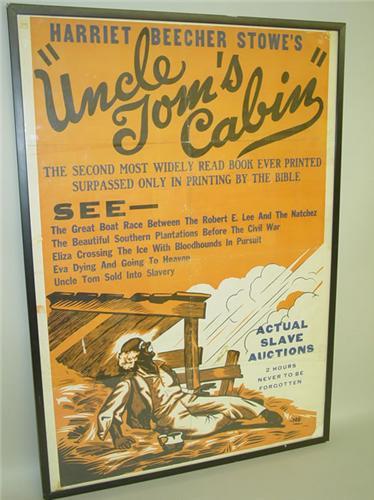 HARRIET BEECHER STOWE'S
"Uncle
Tom's
Cabin"
THE SECOND MOST WIDELY READ BOOK EVER PRINTED
SURPASSED ONLY IN PRINTING BY THE BIBLE
SEE—
The Great Boat Race Between The Robert E. Lee And The Natchez
The Beautiful Southern Plantations Before The Civil War
Eliza Crossing The Ice With Bloodhounds In Pursuit
Eva Dying And Going To Heaven
Uncle Tom Sold Into Slavery
ACTUAL
SLAVE
AUCTIONS
2 HOURS
NEVER TO BE
FORGOTTEN